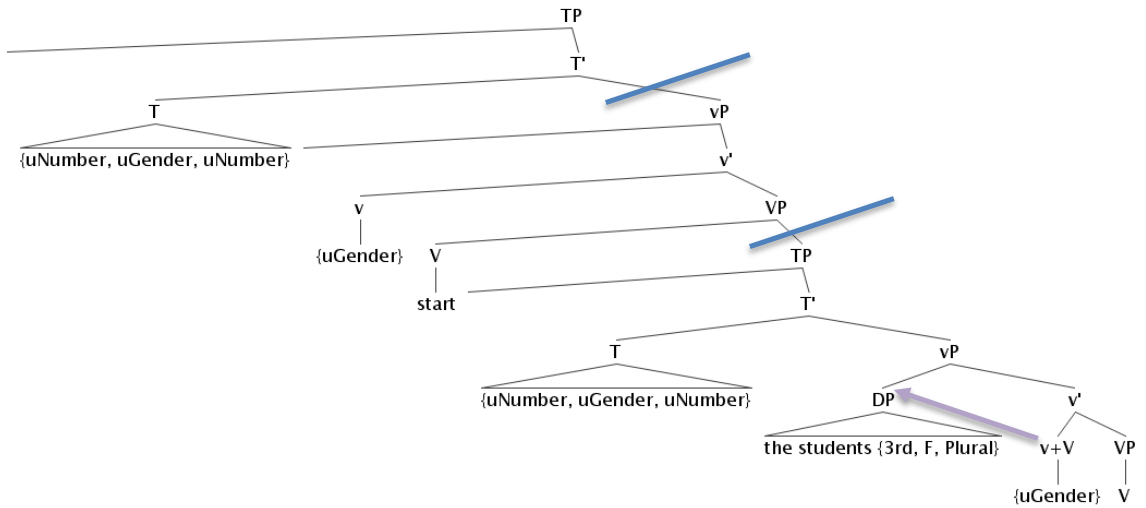 TP
T'
T
vP
{uNumber, uGender, uNumber}
v'
v
VP
{uGender}
V
TP
start
T'
T
vP
{uNumber, uGender, uNumber}
DP
v'
the students {3rd, F, Plural}
v+V
VP
{uGender}
V